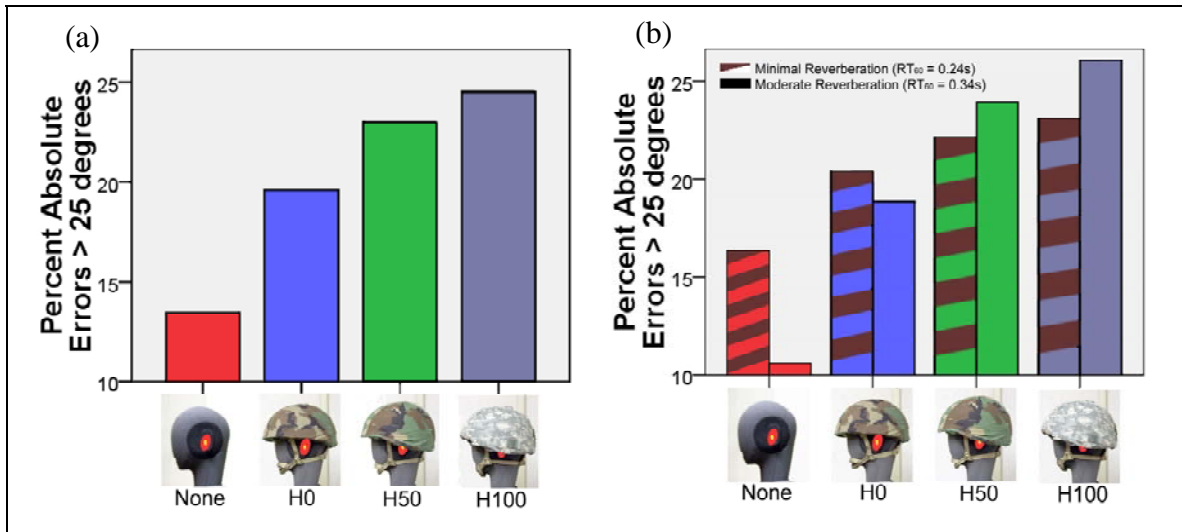 (a)
Percent Absolute
Errors > 25 degrees
25
20
15
10
None
H0
H50
H100
(b)
Minimal Reverberation (RT₆₀ = 0.24s)
Moderate Reverberation (RT₆₀ = 0.34s)
Percent Absolute
Errors > 25 degrees
25
20
15
10
None
H0
H50
H100